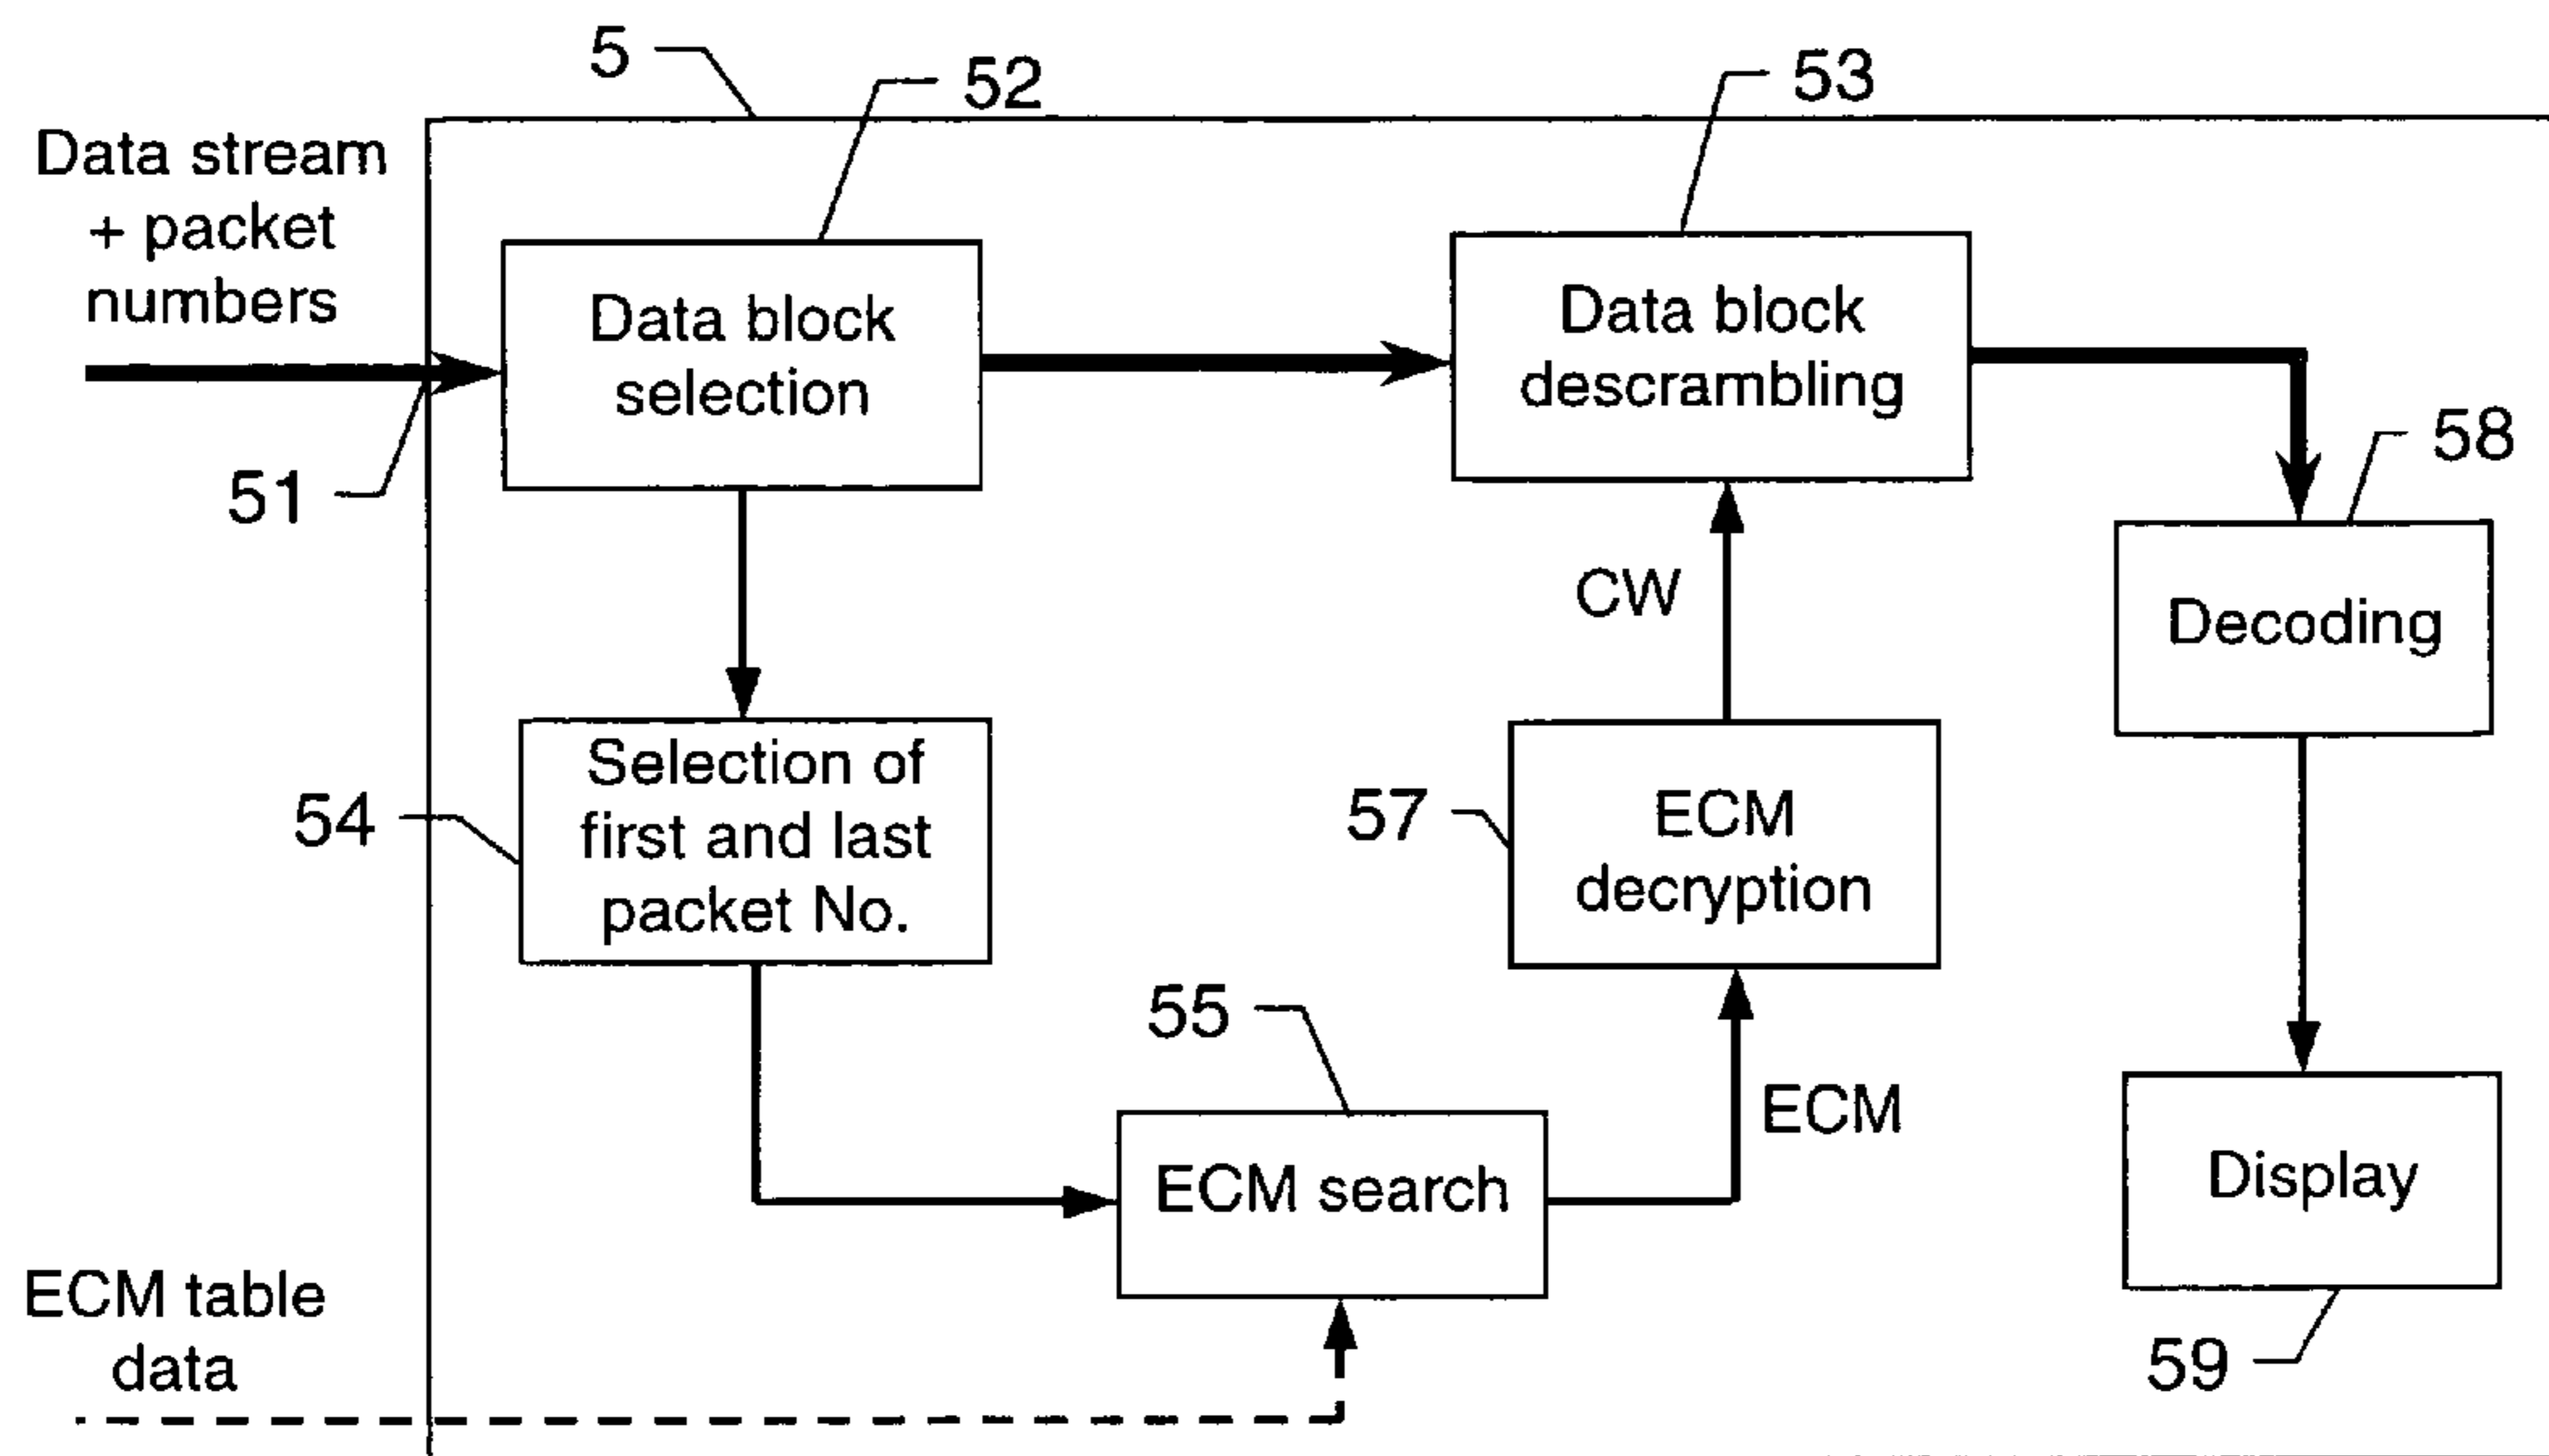 5
52
53
Data stream
+ packet
numbers
Data block
selection
Data block
descrambling
51
58
CW
Decoding
Selection of
first and last
packet No.
54
57
ECM
decryption
55
ECM
ECM search
Display
ECM table
data
59